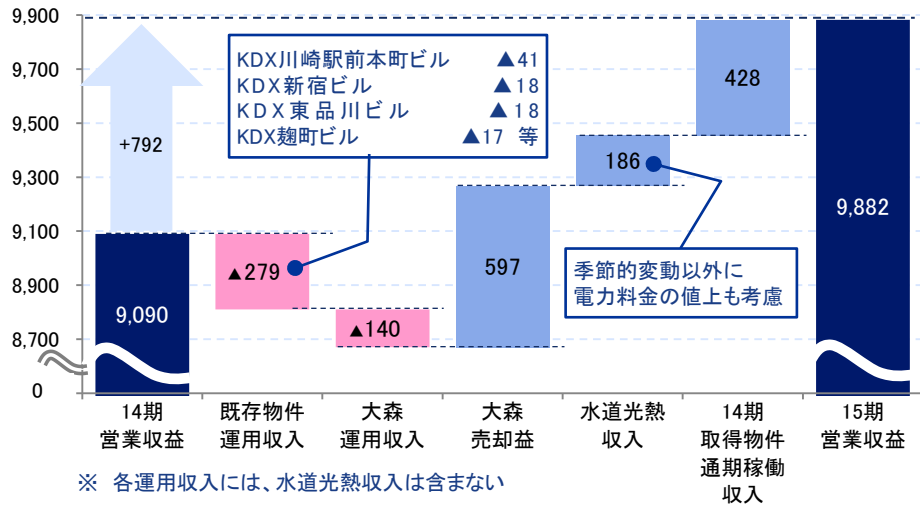 9,900
9,700
9,500
9,300
9,100
8,900
8,700
0
+792
9,090
KDX川崎駅前本町ビル ▲41
KDX新宿ビル ▲18
KDX東品川ビル ▲18
KDX麹町ビル ▲17 等
▲279
▲140
597
186
428
9,882
季節的変動以外に
電力料金の値上も考慮
14期
営業収益
既存物件
運用収入
大森
運用収入
大森
売却益
水道光熱
収入
14期
取得物件
通期稼働
収入
15期
営業収益
※ 各運用収入には、水道光熱収入は含まない